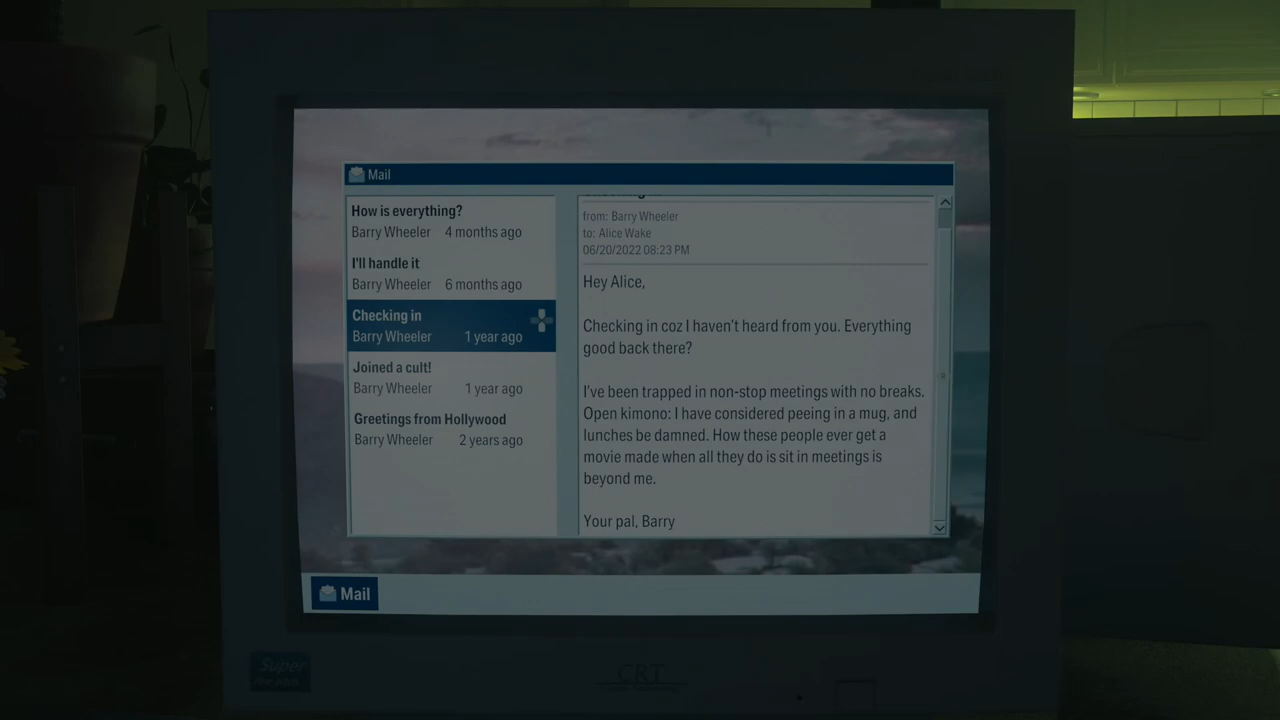 Mail
How is everything?
Barry Wheeler 4 months ago
I'll handle it
Barry Wheeler 6 months ago
Checking in
Barry Wheeler 1 year ago
Joined a cult!
Barry Wheeler 1 year ago
Greetings from Hollywood
Barry Wheeler 2 years ago
from: Barry Wheeler
to: Alice Wake
06/20/2022 08:23 PM
Hey Alice,
Checking in coz I haven't heard from you. Everything
good back there?
I've been trapped in non-stop meetings with no breaks.
Open kimono: I have considered peeing in a mug, and
lunches be damned. How these people ever get a
movie made when all they do is sit in meetings is
beyond me.
Your pal, Barry
Mail
Super
CRT